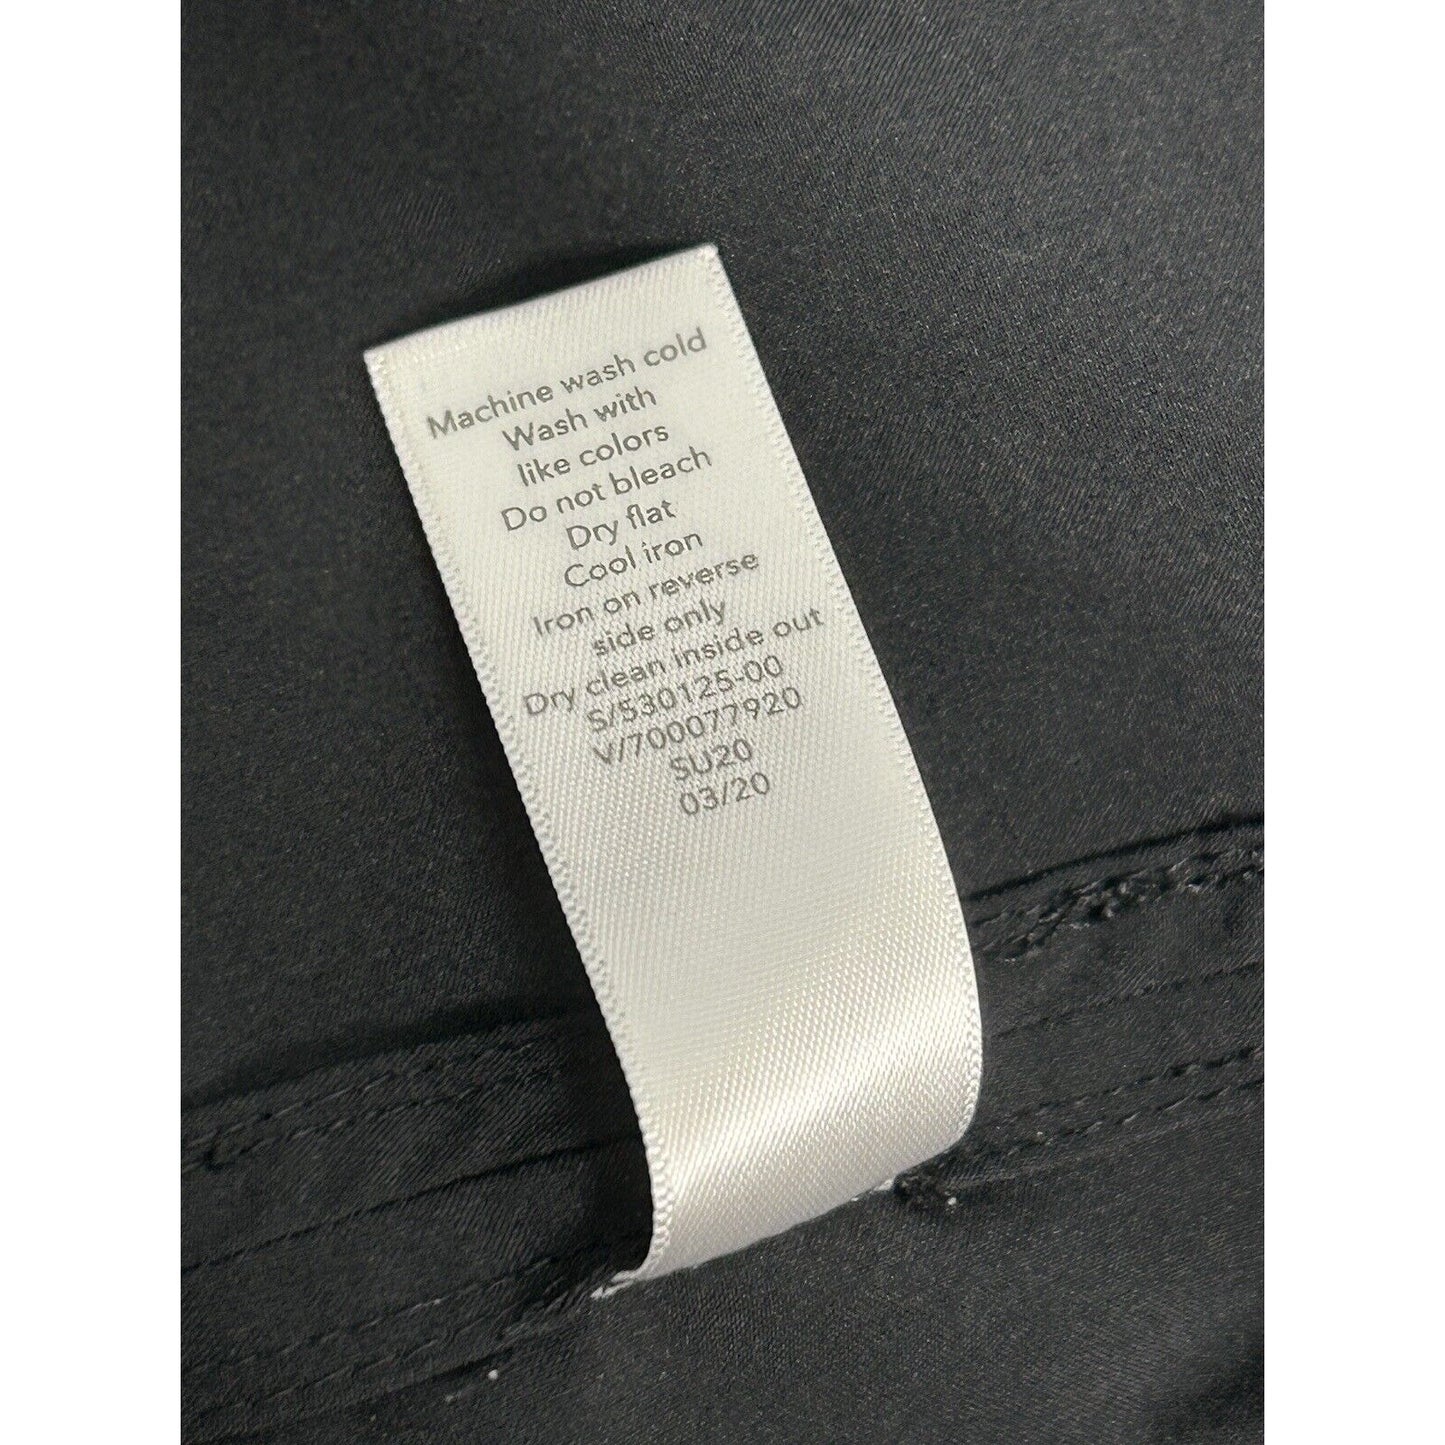 Machine wash cold
Wash with
like colors
Do not bleach
Dry flat
Cool iron
Iron on reverse
side only
Dry clean inside out
S/530125-00
V/700077920
SU20
03/20